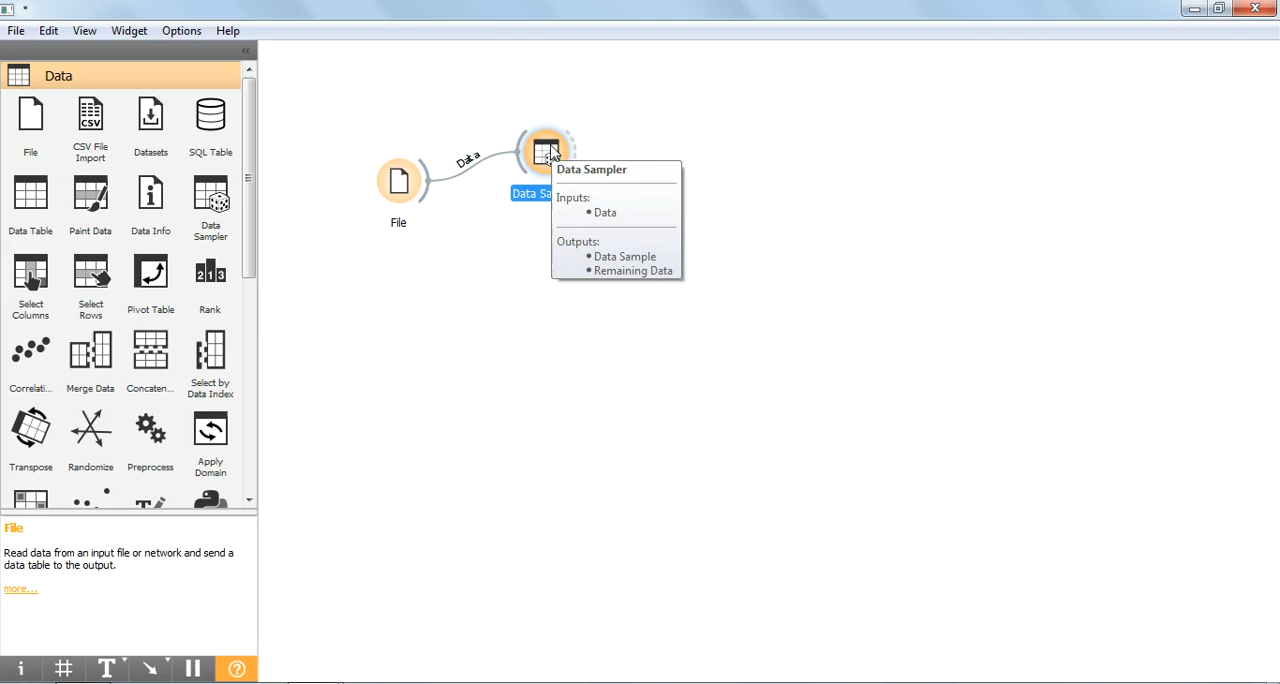 *
File Edit View Widget Options Help
«
Data
File
CSV File
Import
Datasets
SQL Table
Data Table
Paint Data
Data Info
Data
Sampler
Select
Columns
Select
Rows
Pivot Table
Rank
Correlati...
Merge Data
Concaten...
Select by
Data Index
Transpose
Randomize
Preprocess
Apply
Domain
File
Read data from an input file or network and send a
data table to the output.
more...
File
Data
Data Sa
Data Sampler
Inputs:
• Data
Outputs:
• Data Sample
• Remaining Data